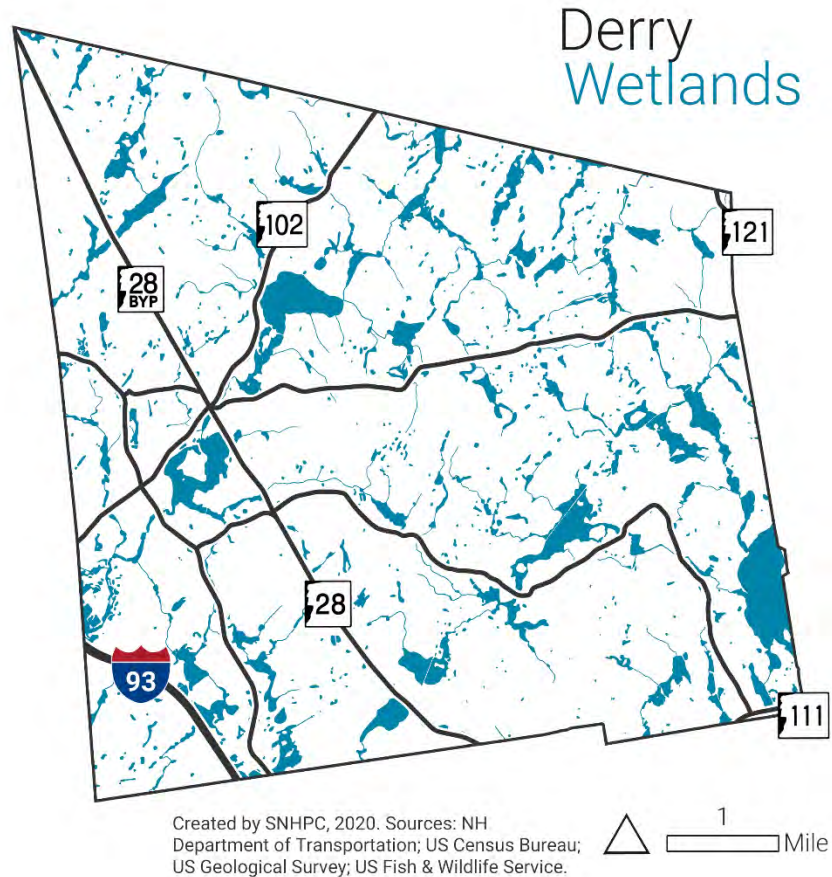 Derry
Wetlands
102
121
28
BYP
28
93
111
Created by SNHPC, 2020. Sources: NH
Department of Transportation; US Census Bureau;
US Geological Survey; US Fish & Wildlife Service.
1
Mile